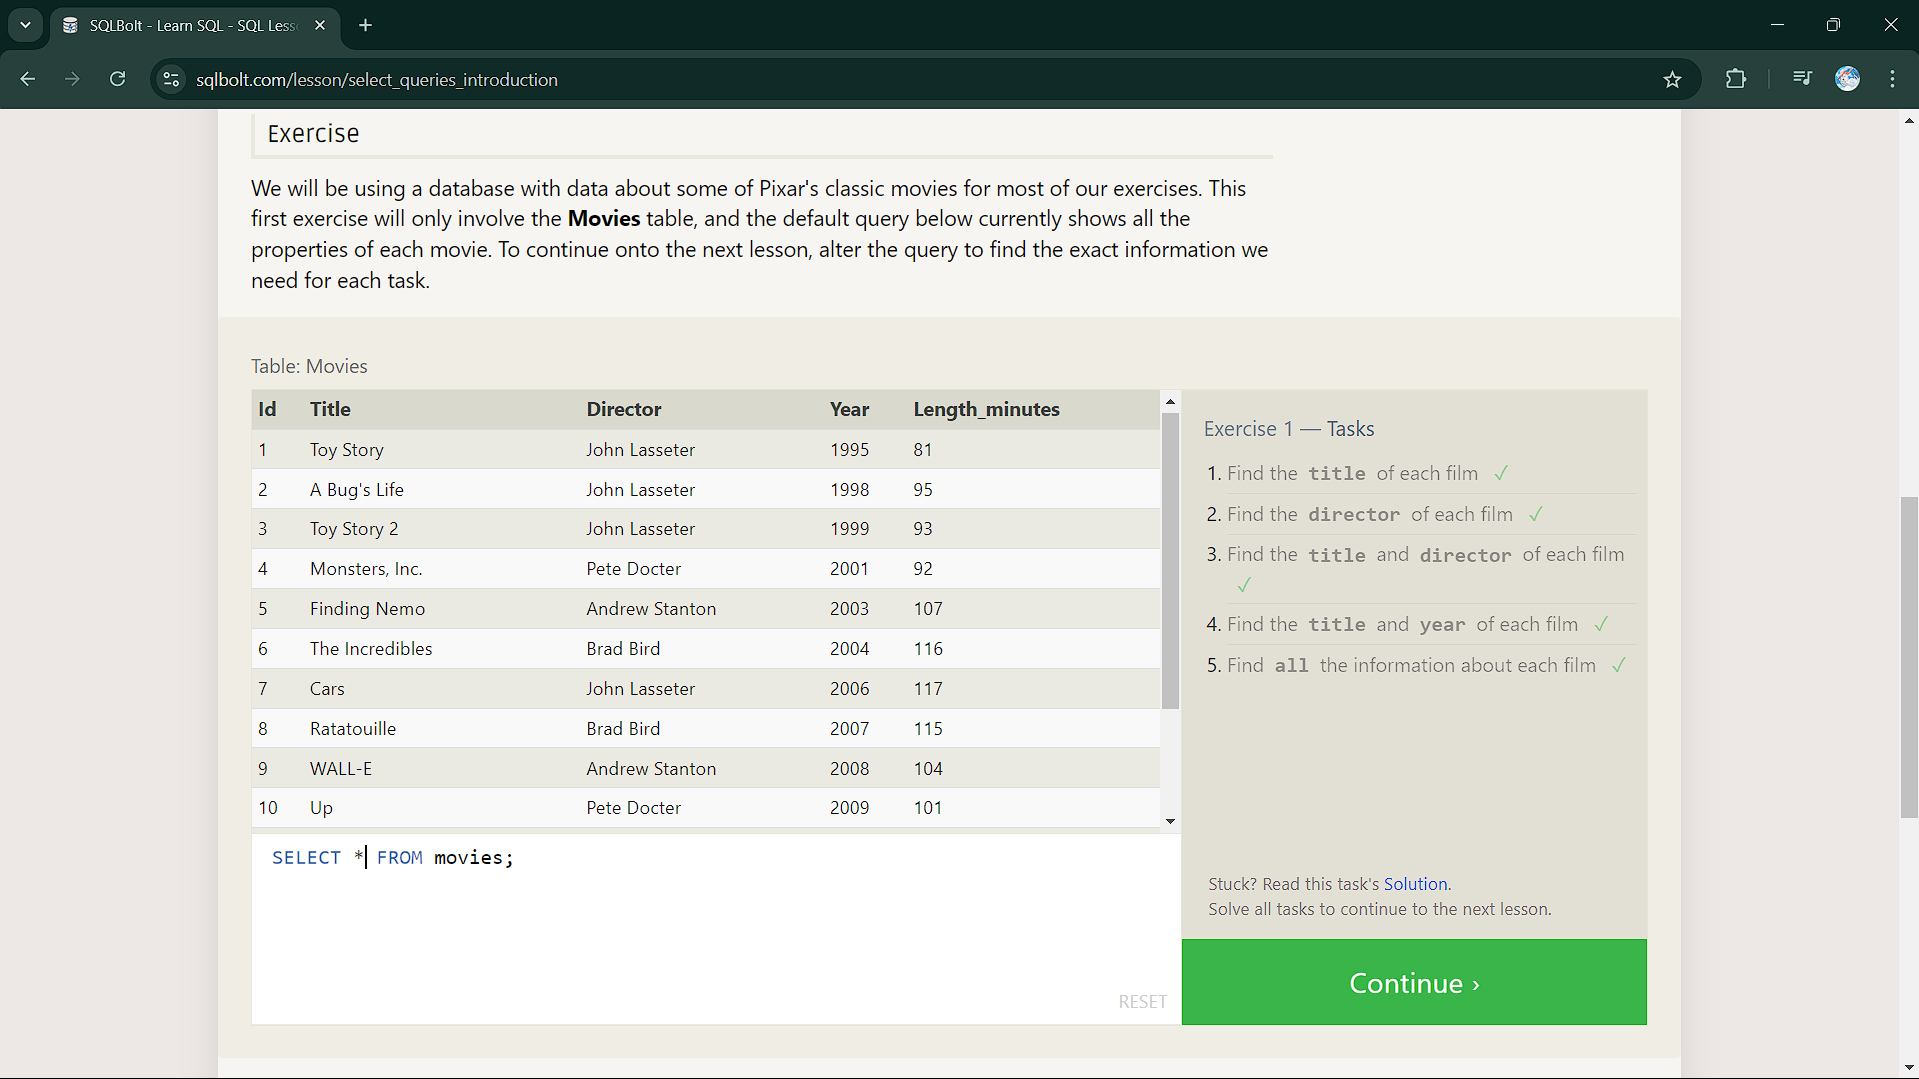 SQLBolt - Learn SQL - SQL Less
sqlbolt.com/lesson/select_queries_introduction
Exercise
We will be using a database with data about some of Pixar's classic movies for most of our exercises. This
first exercise will only involve the Movies table, and the default query below currently shows all the
properties of each movie. To continue onto the next lesson, alter the query to find the exact information we
need for each task.
Table: Movies
Id Title Director Year Length_minutes
1 Toy Story John Lasseter 1995 81
2 A Bug's Life John Lasseter 1998 95
3 Toy Story 2 John Lasseter 1999 93
4 Monsters, Inc. Pete Docter 2001 92
5 Finding Nemo Andrew Stanton 2003 107
6 The Incredibles Brad Bird 2004 116
7 Cars John Lasseter 2006 117
8 Ratatouille Brad Bird 2007 115
9 WALL-E Andrew Stanton 2008 104
10 Up Pete Docter 2009 101
SELECT * FROM movies;
RESET
Exercise 1 — Tasks
1. Find the title of each film ✓
2. Find the director of each film ✓
3. Find the title and director of each film
✓
4. Find the title and year of each film ✓
5. Find all the information about each film ✓
Stuck? Read this task's Solution.
Solve all tasks to continue to the next lesson.
Continue ›